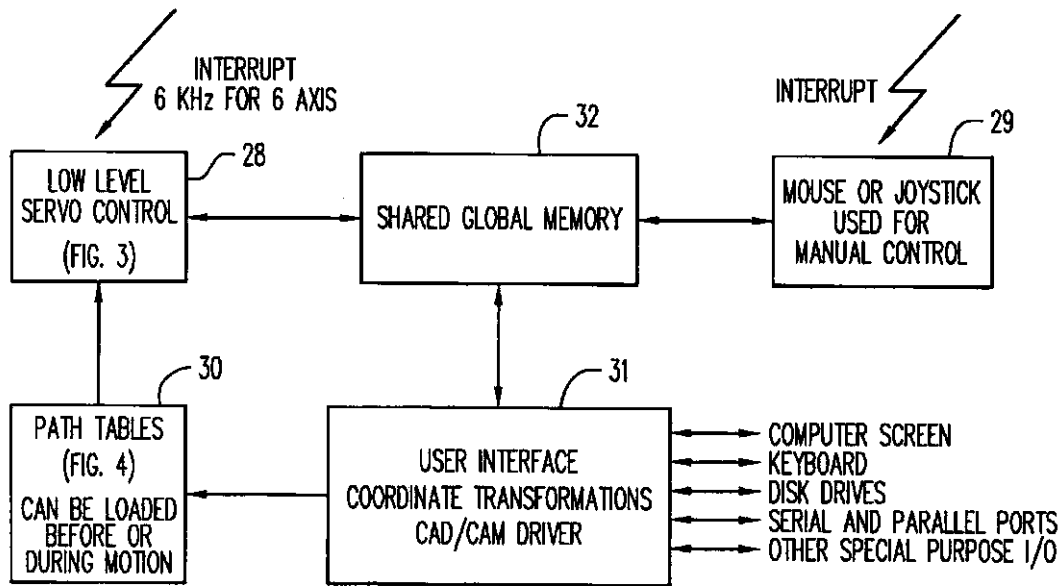 INTERRUPT
6 KHz FOR 6 AXIS
INTERRUPT
28
LOW LEVEL
SERVO CONTROL
(FIG. 3)
32
SHARED GLOBAL MEMORY
29
MOUSE OR JOYSTICK
USED FOR
MANUAL CONTROL
30
PATH TABLES
(FIG. 4)
CAN BE LOADED
BEFORE OR
DURING MOTION
31
USER INTERFACE
COORDINATE TRANSFORMATIONS
CAD/CAM DRIVER
COMPUTER SCREEN
KEYBOARD
DISK DRIVES
SERIAL AND PARALLEL PORTS
OTHER SPECIAL PURPOSE I/O